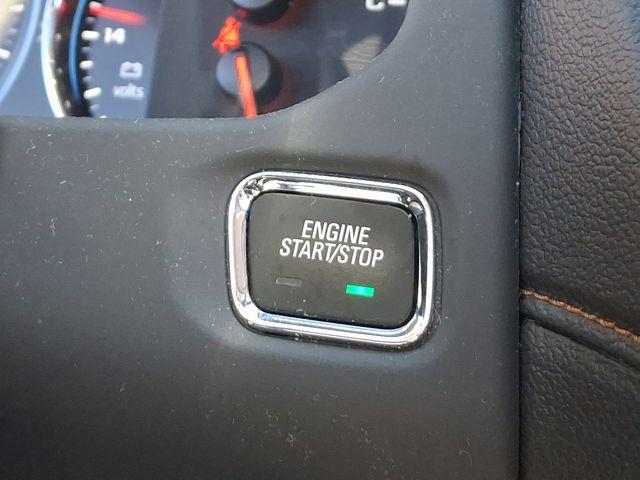 14
volts
C
ENGINE
START/STOP